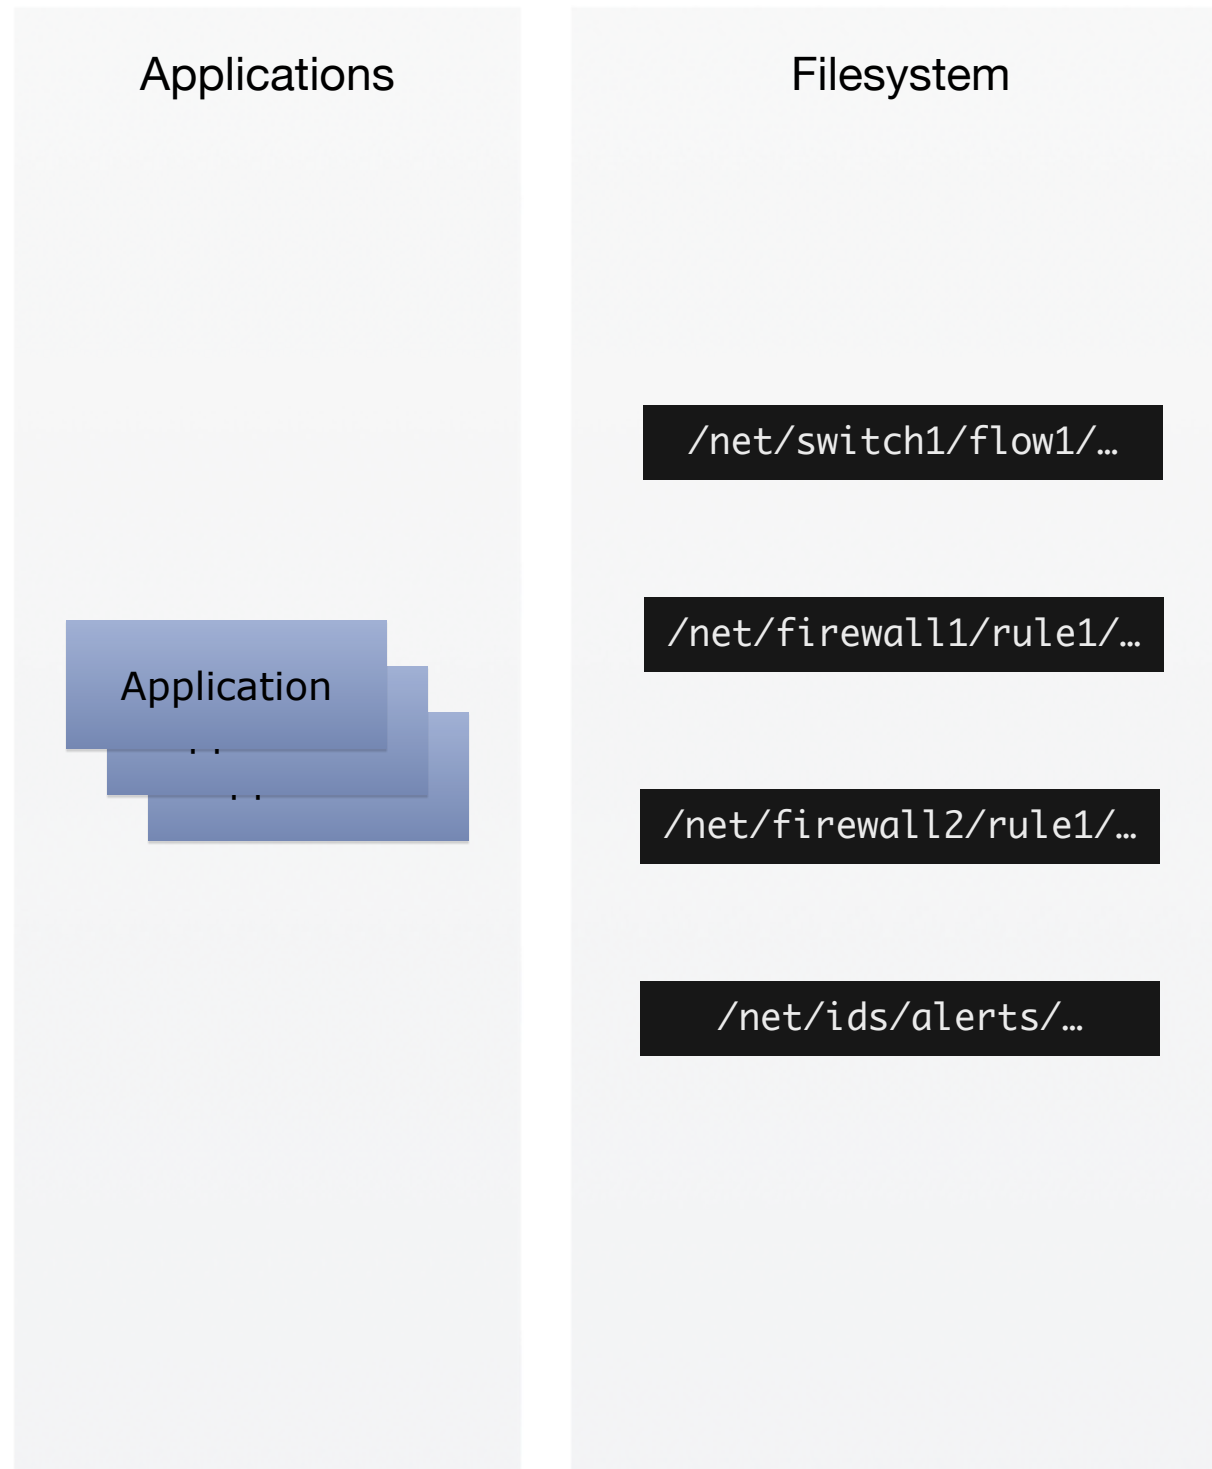 Applications
Filesystem
/net/switch1/flow1/…
/net/firewall1/rule1/…
Application
/net/firewall2/rule1/…
/net/ids/alerts/…